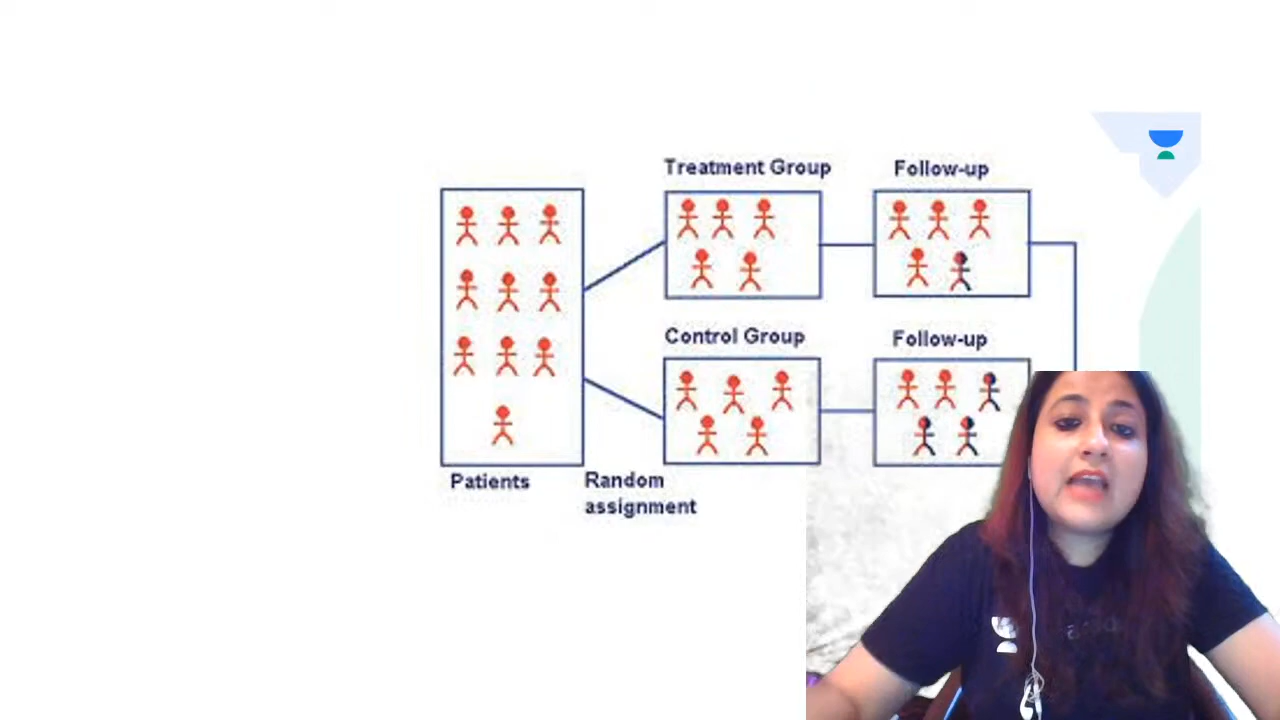 Treatment Group
Follow-up
Control Group
Follow-up
Patients
Random
assignment